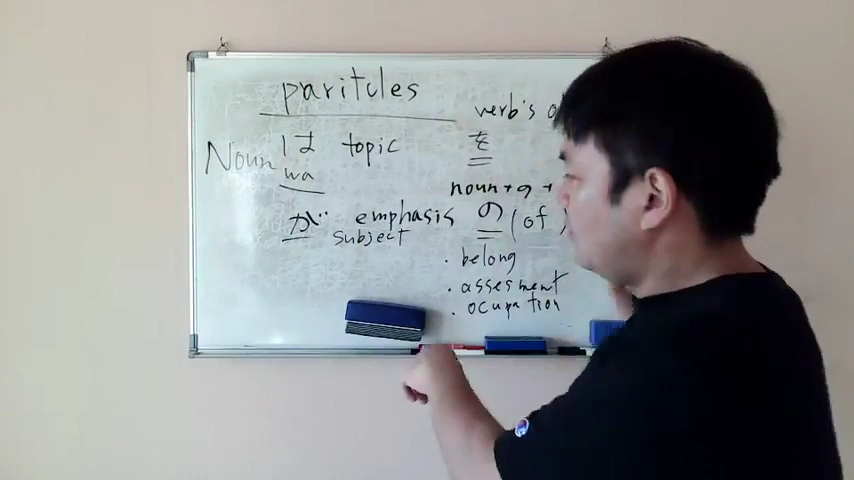 paritcles
Noun は topic
wa
が emphasis
subject
verb's
を
noun + の +
の (of)
・belong
・assesment
・ocupation